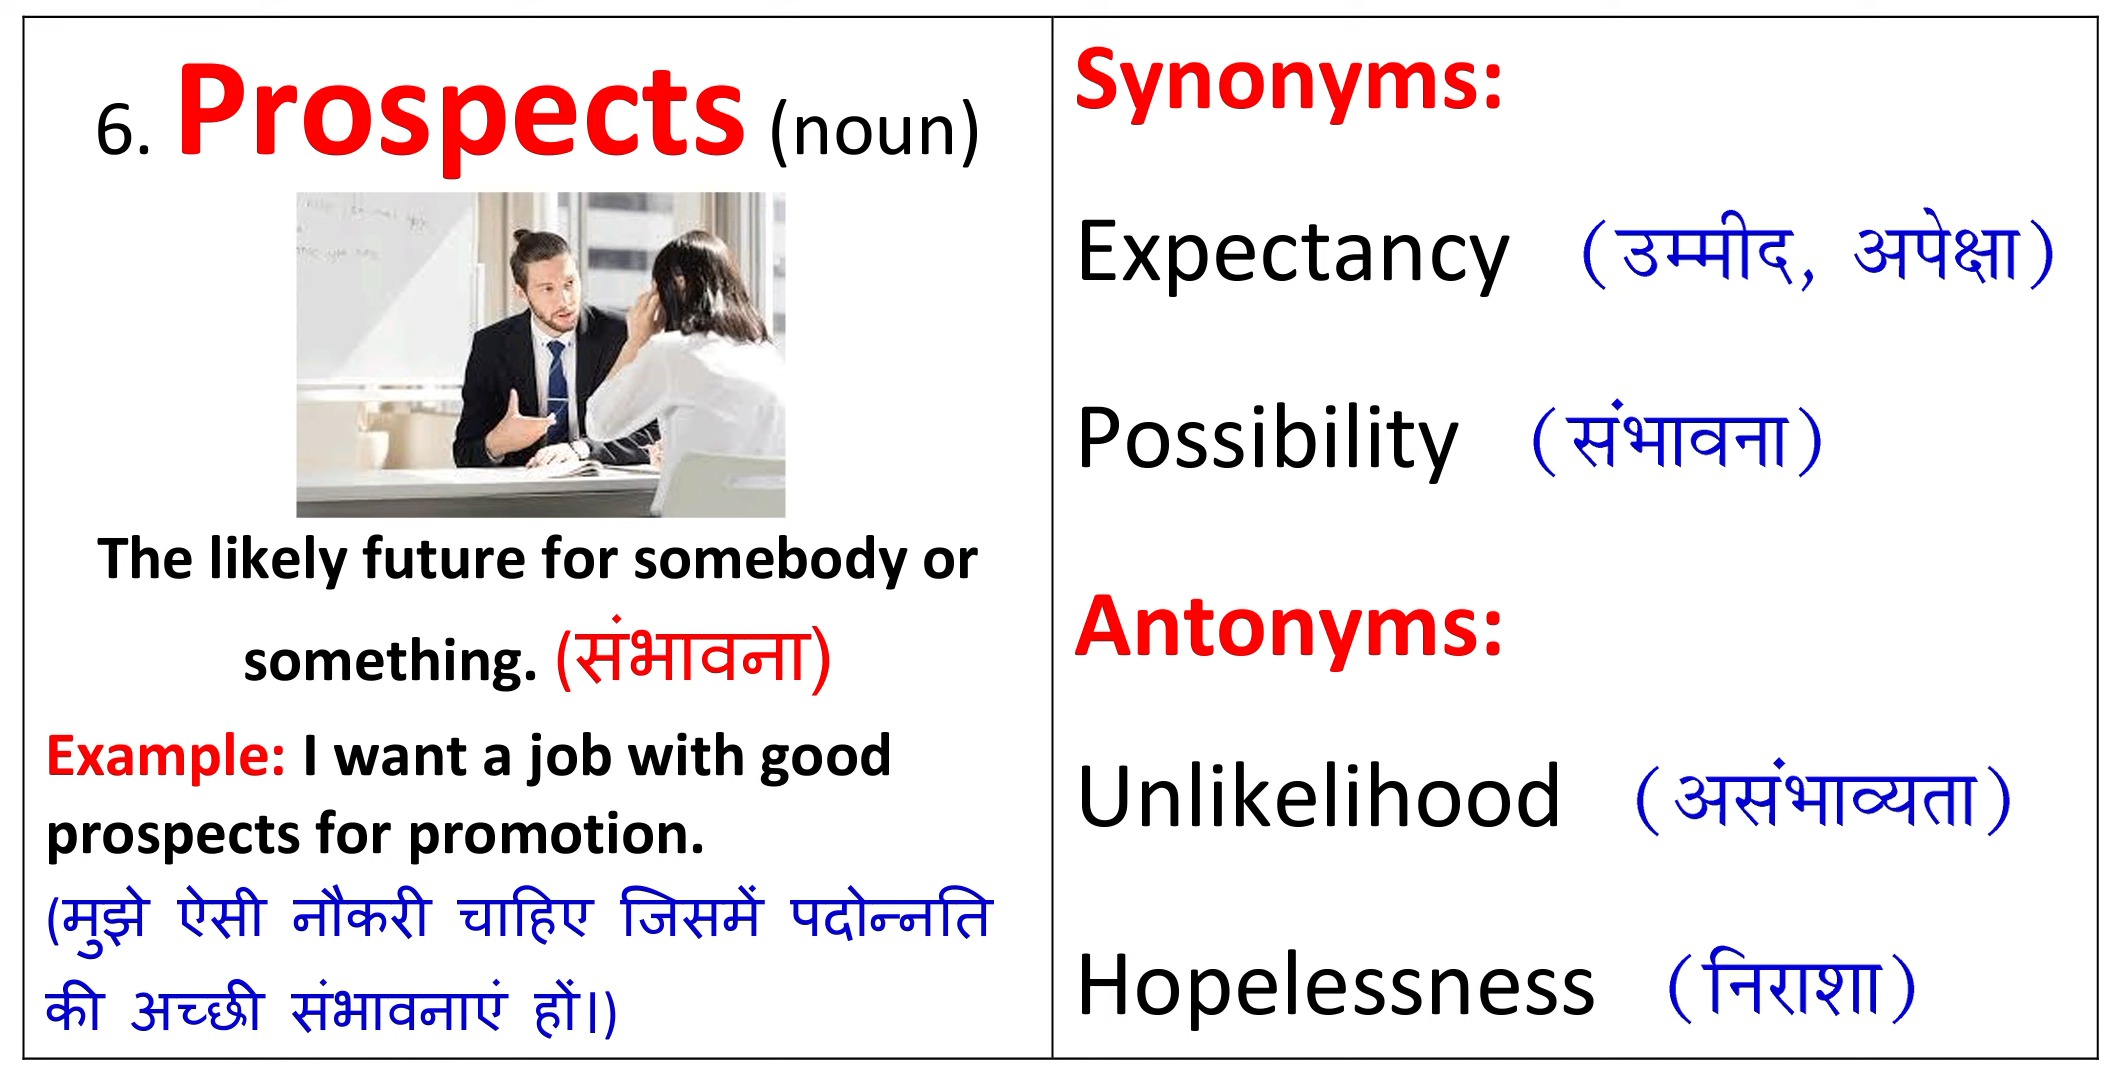 6. Prospects (noun)
The likely future for somebody or
something. (संभावना)
Example: I want a job with good
prospects for promotion.
(मुझे ऐसी नौकरी चाहिए जिसमें पदोन्नति
की अच्छी संभावनाएं हों।)
Synonyms:
Expectancy (उम्मीद, अपेक्षा)
Possibility (संभावना)
Antonyms:
Unlikelihood (असंभाव्यता)
Hopelessness (निराशा)